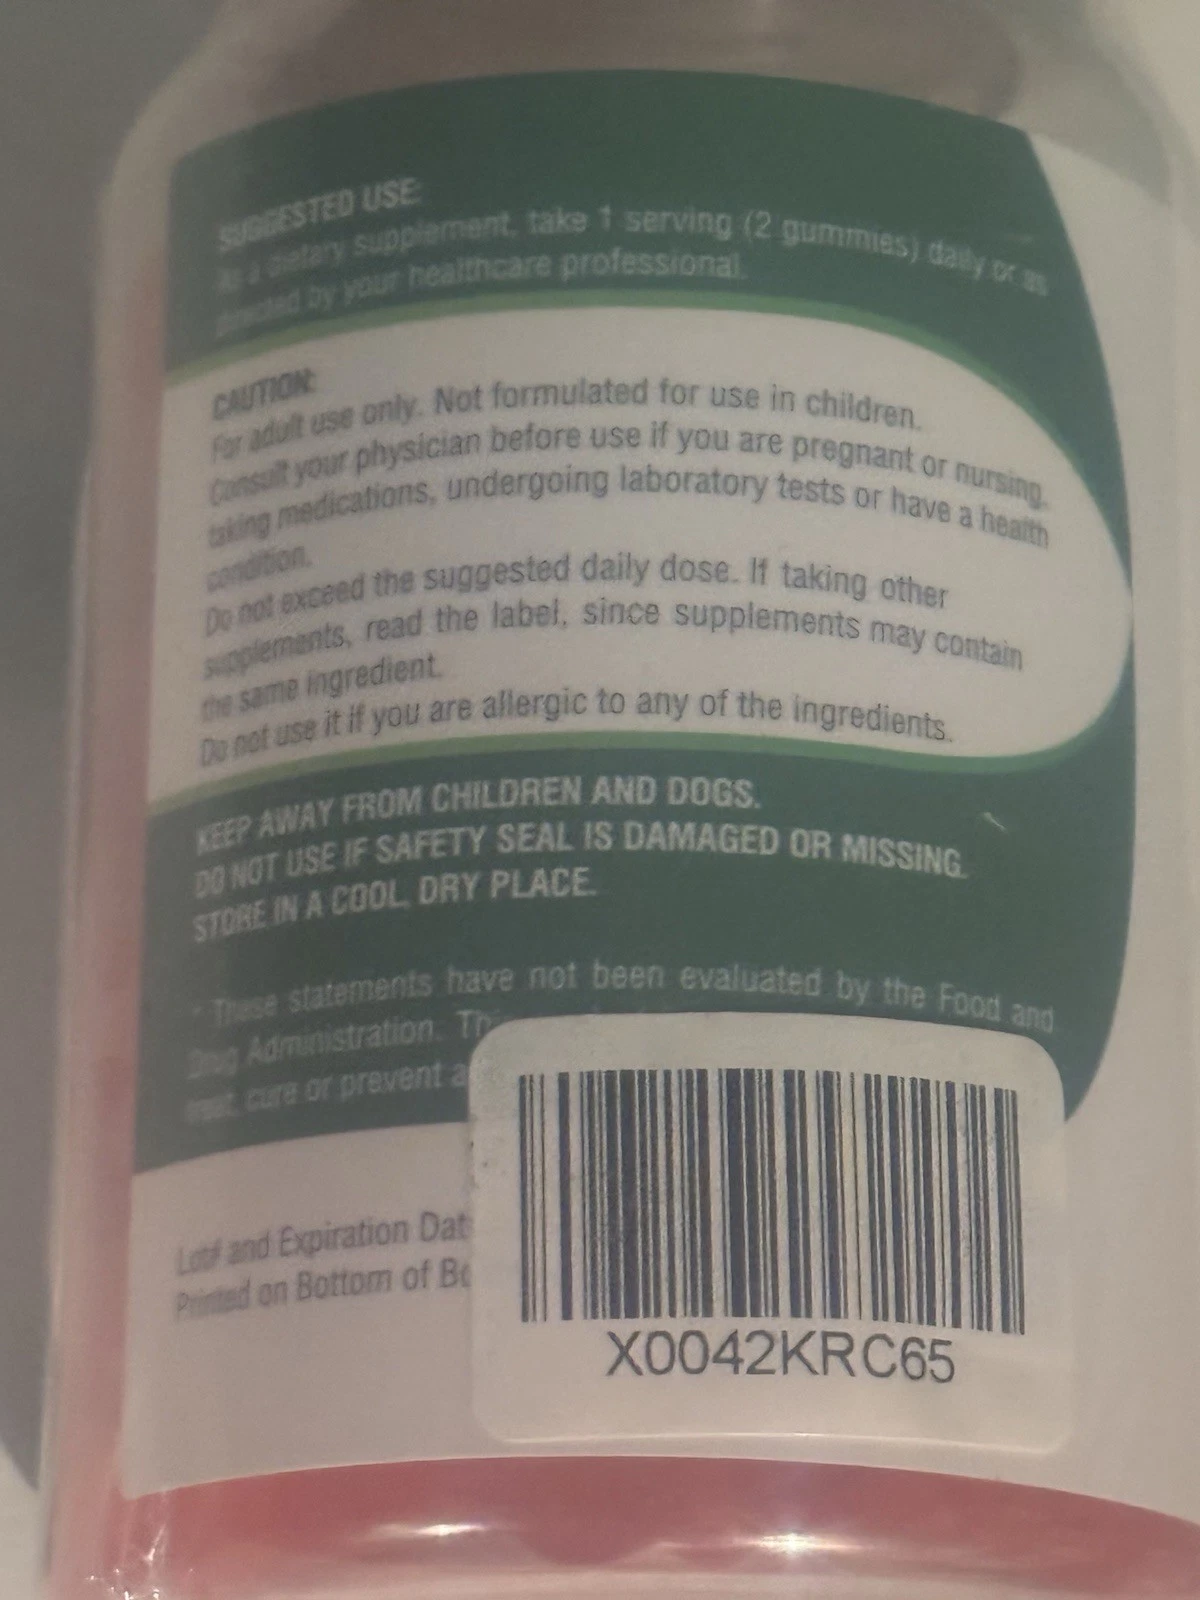 SUGGESTED USE:
As a dietary supplement, take 1 serving (2 gummies) daily or as
directed by your healthcare professional.
CAUTION:
For adult use only. Not formulated for use in children.
Consult your physician before use if you are pregnant or nursing,
taking medications, undergoing laboratory tests or have a health
condition.
Do not exceed the suggested daily dose. If taking other
supplements, read the label, since supplements may contain
the same ingredient.
Do not use it if you are allergic to any of the ingredients.
KEEP AWAY FROM CHILDREN AND DOGS.
DO NOT USE IF SAFETY SEAL IS DAMAGED OR MISSING.
STORE IN A COOL, DRY PLACE.
* These statements have not been evaluated by the Food and
Drug Administration.
treat, cure or prevent
Lot# and Expiration Dat
Printed on Bottom of Bo
X0042KRC65